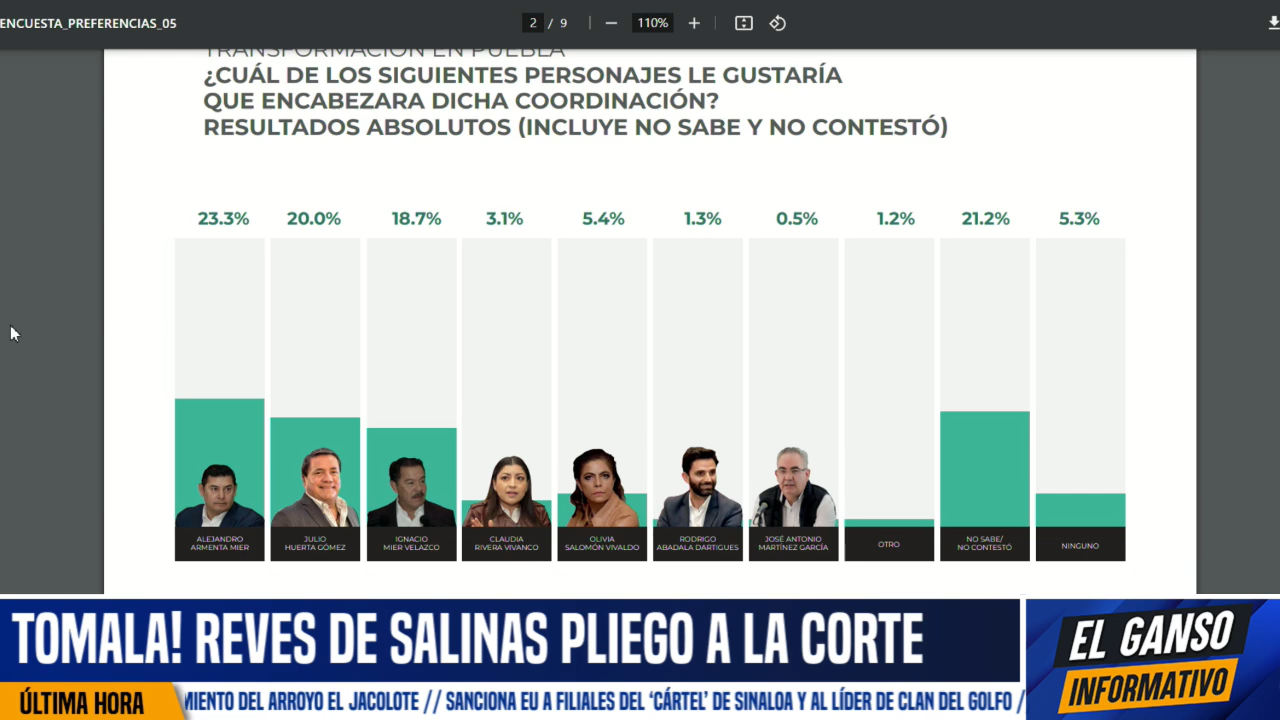 ENCUESTA_PREFERENCIAS_05
2 / 9
110%
TRANSFORMACIÓN EN PUEBLA
¿CUÁL DE LOS SIGUIENTES PERSONAJES LE GUSTARÍA
QUE ENCABEZARA DICHA COORDINACIÓN?
RESULTADOS ABSOLUTOS (INCLUYE NO SABE Y NO CONTESTÓ)
23.3% 20.0% 18.7% 3.1% 5.4% 1.3% 0.5% 1.2% 21.2% 5.3%
ALEJANDRO
ARMENTA MIER
JULIO
HUERTA GÓMEZ
IGNACIO
MIER VELAZCO
CLAUDIA
RIVERA VIVANCO
OLIVIA
SALOMÓN VIVALDO
RODRIGO
ABADALA DARTIGUES
JOSÉ ANTONIO
MARTÍNEZ GARCÍA
OTRO
NO SABE/
NO CONTESTÓ
NINGUNO
TOMALA! REVES DE SALINAS PLIEGO A LA CORTE
EL GANSO
INFORMATIVO
ÚLTIMA HORA
MIENTO DEL ARROYO EL JACOLOTE // SANCIONA EU A FILIALES DEL ‘CÁRTEL’ DE SINALOA Y AL LÍDER DE CLAN DEL GOLFO /